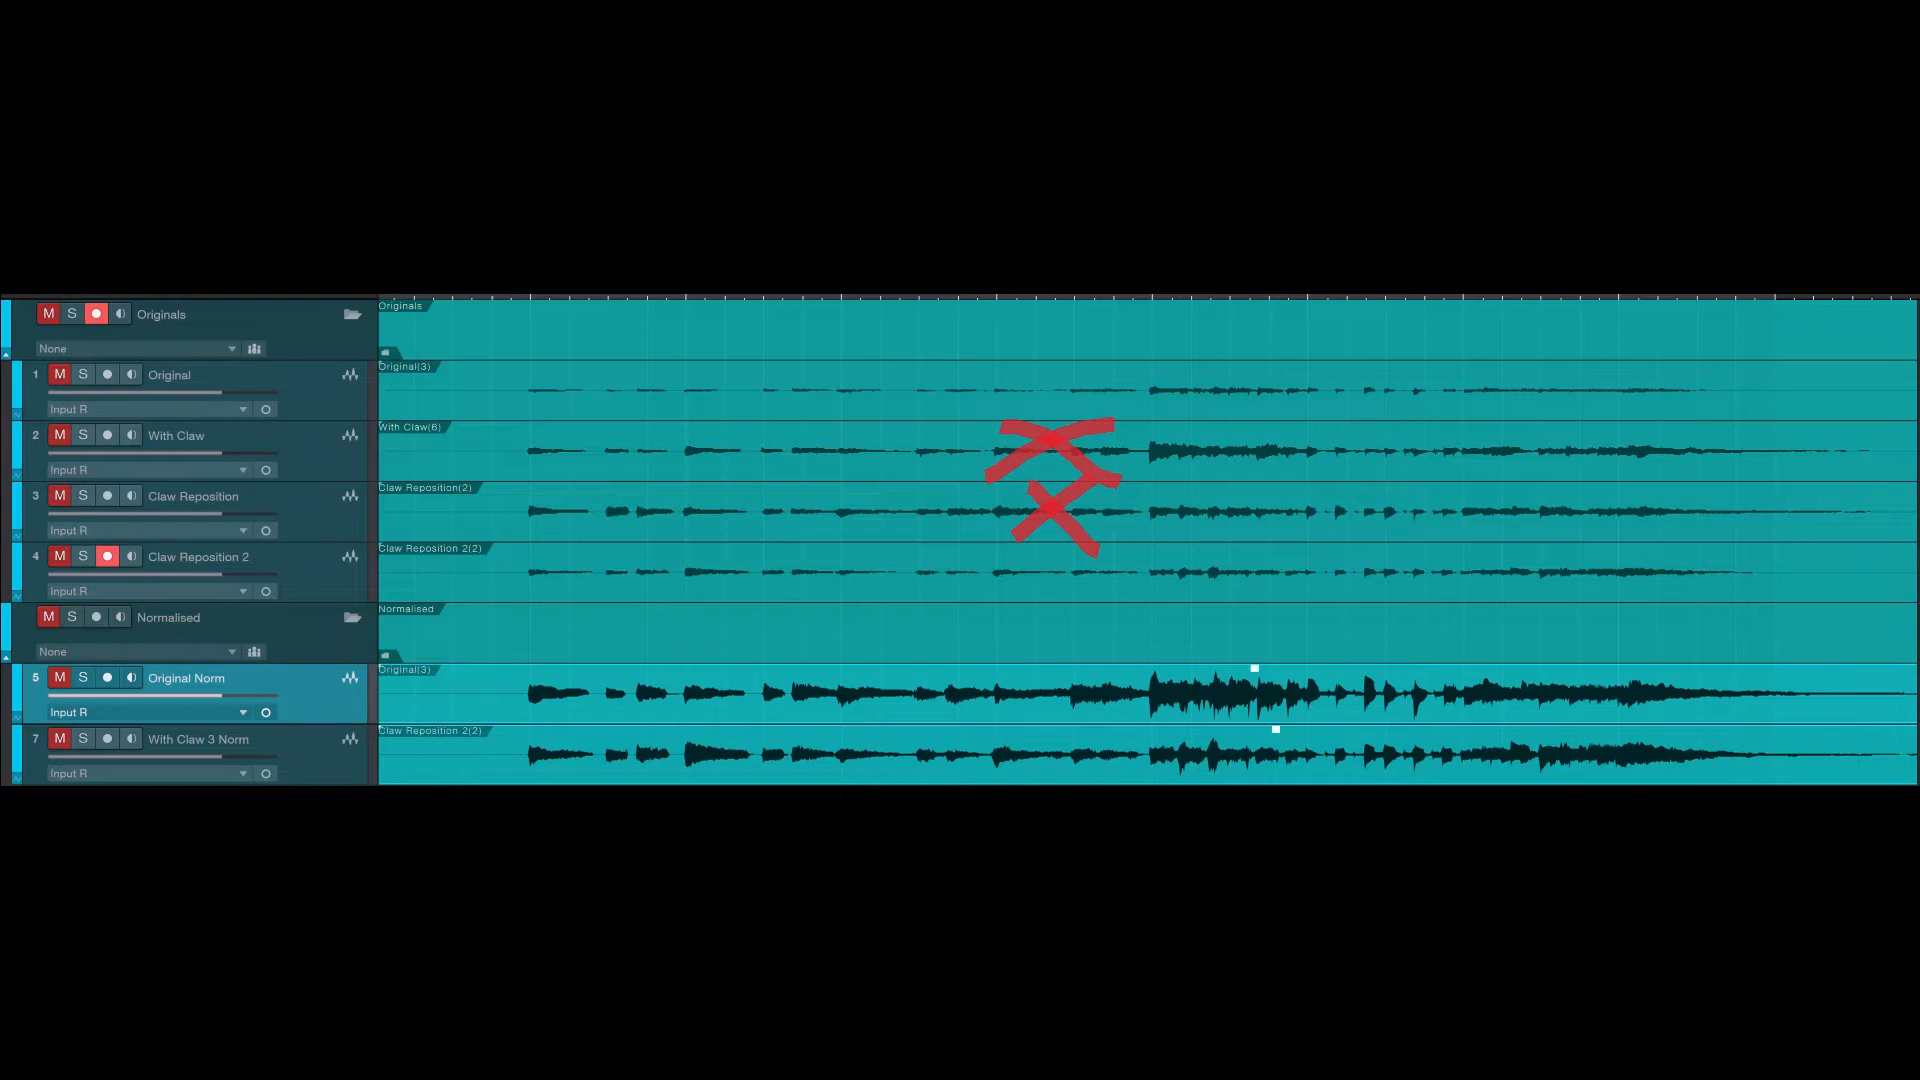 M S Originals
None
Originals
1 M S Original
Input R
Original(3)
2 M S With Claw
Input R
With Claw(6)
3 M S Claw Reposition
Input R
Claw Reposition(2)
4 M S Claw Reposition 2
Input R
Claw Reposition 2(2)
M S Normalised
None
Normalised
5 M S Original Norm
Input R
Original(3)
7 M S With Claw 3 Norm
Input R
Claw Reposition 2(2)